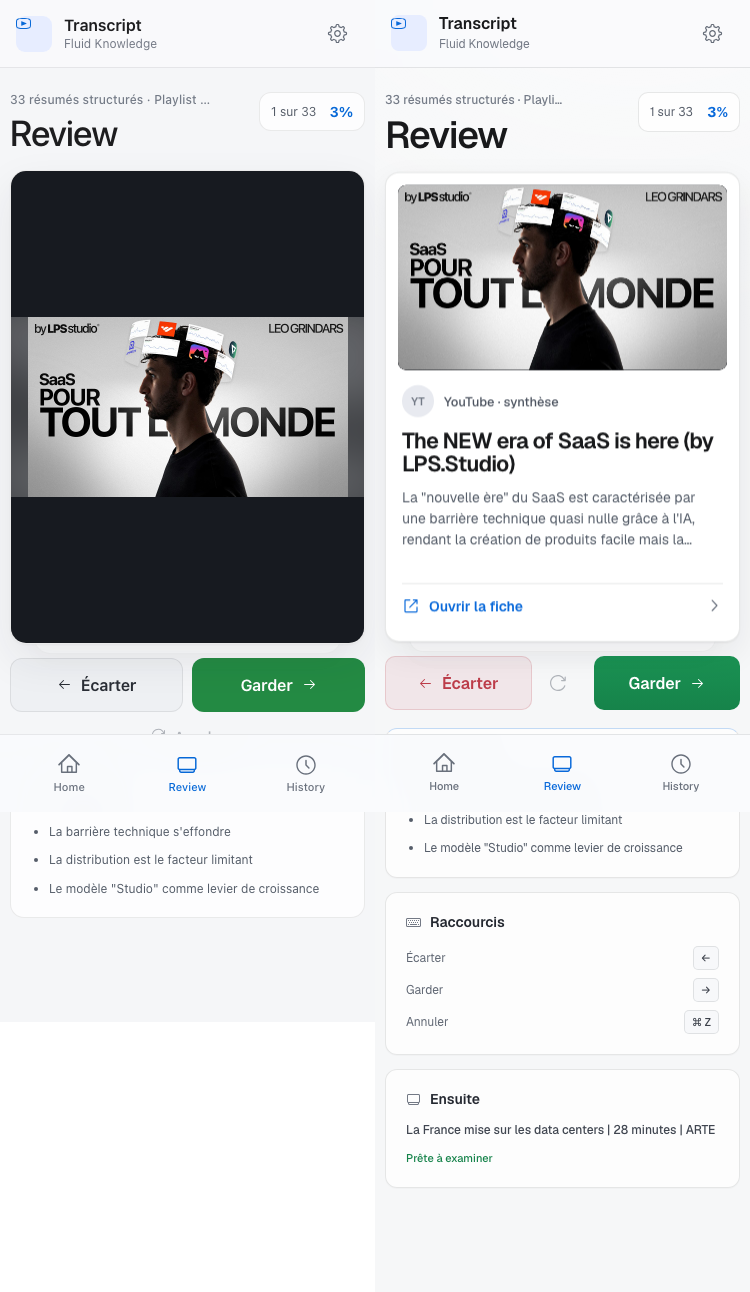 Transcript
Fluid Knowledge
33 résumés structurés · Playlist ...
Review
1 sur 33 3%
by LPS studio
LEO GRINDARS
SaaS
POUR
TOUT LE MONDE
← Écarter
Garder →
Home
Review
History
• La barrière technique s'effondre
• La distribution est le facteur limitant
• Le modèle "Studio" comme levier de croissance
Transcript
Fluid Knowledge
33 résumés structurés · Playli...
Review
1 sur 33 3%
by LPS studio
LEO GRINDARS
SaaS
POUR
TOUT LE MONDE
YT YouTube · synthèse
The NEW era of SaaS is here (by
LPS.Studio)
La "nouvelle ère" du SaaS est caractérisée par
une barrière technique quasi nulle grâce à l'IA,
rendant la création de produits facile mais la...
Ouvrir la fiche
← Écarter
Garder →
Home
Review
History
• La distribution est le facteur limitant
• Le modèle "Studio" comme levier de croissance
Raccourcis
Écarter ←
Garder →
Annuler ⌘ Z
Ensuite
La France mise sur les data centers | 28 minutes | ARTE
Prête à examiner